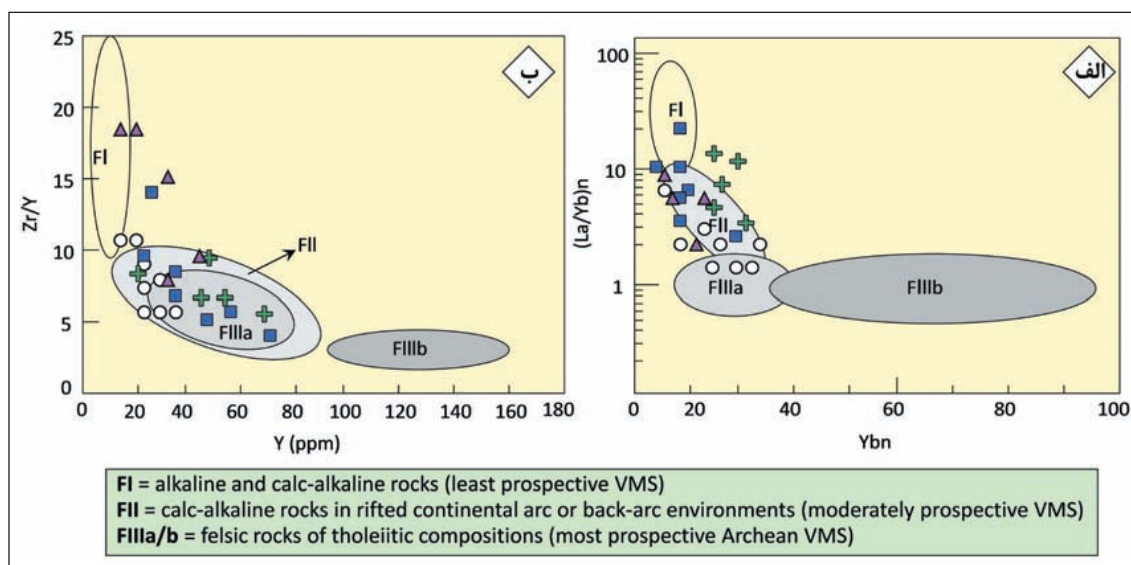 25
20
15
10
5
0
Zr/Y
0
20
40
60
80
100
120
140
160
180
Y (ppm)
ب
FI
FII
FIIIa
FIIIb
100
10
1
(La/Yb)n
0
20
40
60
80
100
Ybn
الف
FI
FII
FIIIa
FIIIb
FI = alkaline and calc-alkaline rocks (least prospective VMS)
FII = calc-alkaline rocks in rifted continental arc or back-arc environments (moderately prospective VMS)
FIIIa/b = felsic rocks of tholeiitic compositions (most prospective Archean VMS)